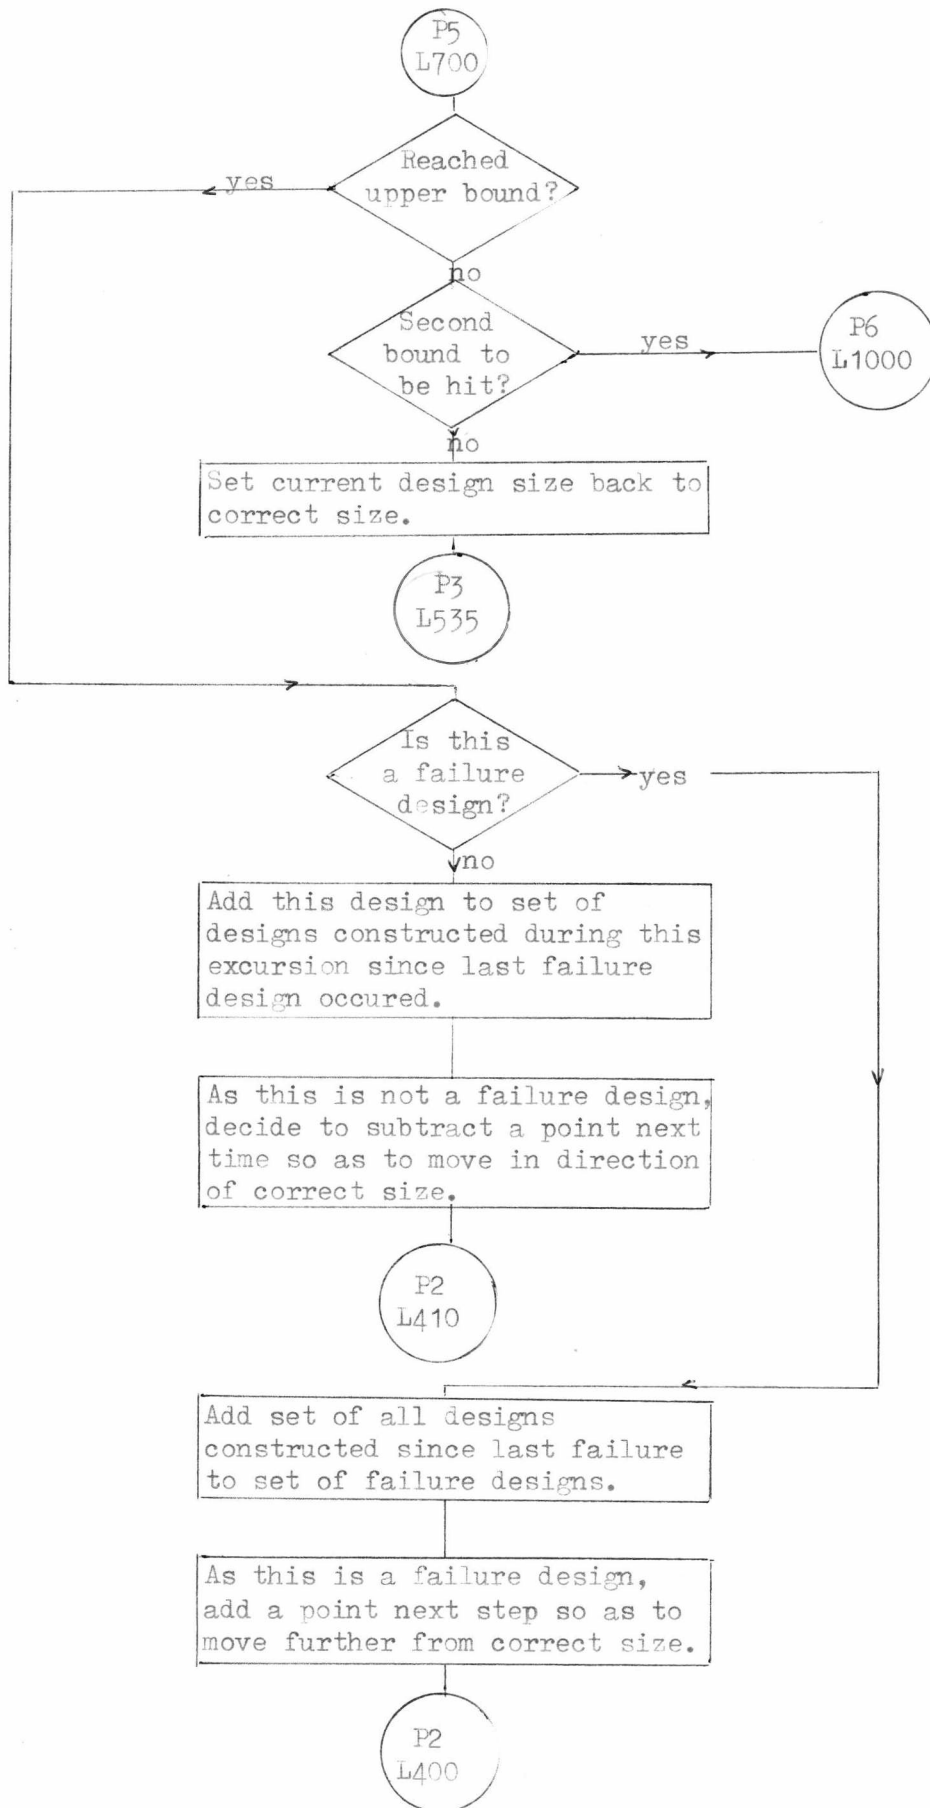 P5
L700
Reached
upper bound?
yes
no
Second
bound to
be hit?
yes
P6
L1000
no
Set current design size back to
correct size.
P3
L535
Is this
a failure
design?
yes
no
Add this design to set of
designs constructed during this
excursion since last failure
design occured.
As this is not a failure design,
decide to subtract a point next
time so as to move in direction
of correct size.
P2
L410
Add set of all designs
constructed since last failure
to set of failure designs.
As this is a failure design,
add a point next step so as to
move further from correct size.
P2
L400